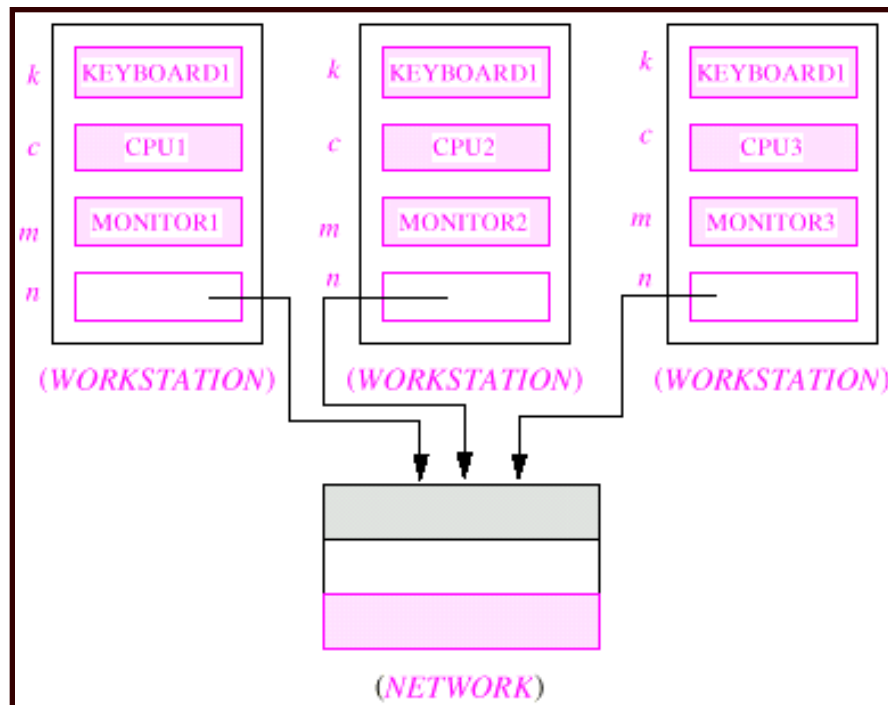 k KEYBOARD1 k KEYBOARD1 k KEYBOARD1
c CPU1 c CPU2 c CPU3
m MONITOR1 m MONITOR2 m MONITOR3
n n n
(WORKSTATION) (WORKSTATION) (WORKSTATION)
(NETWORK)